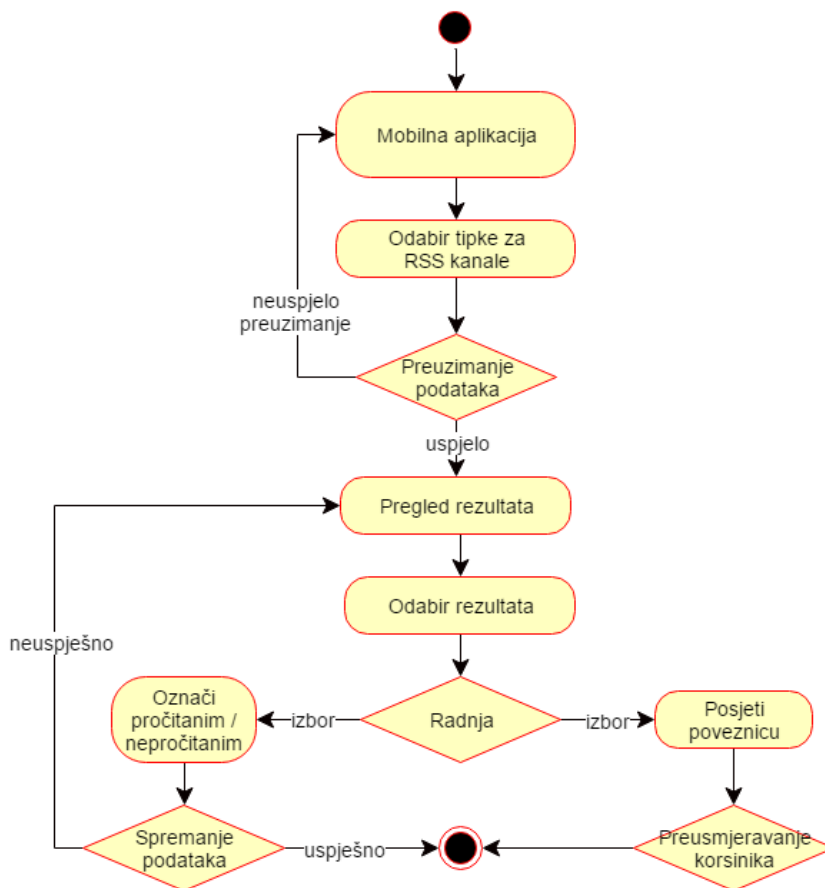 Mobilna aplikacija
Odabir tipke za
RSS kanale
neuspjelo
preuzimanje
Preuzimanje
podataka
uspjelo
Pregled rezultata
Odabir rezultata
neuspješno
Označi
pročitanim /
nepročitanim
izbor
Radnja
izbor
Posjeti
poveznicu
Spremanje
podataka
uspješno
Preusmjeravanje
korsinika